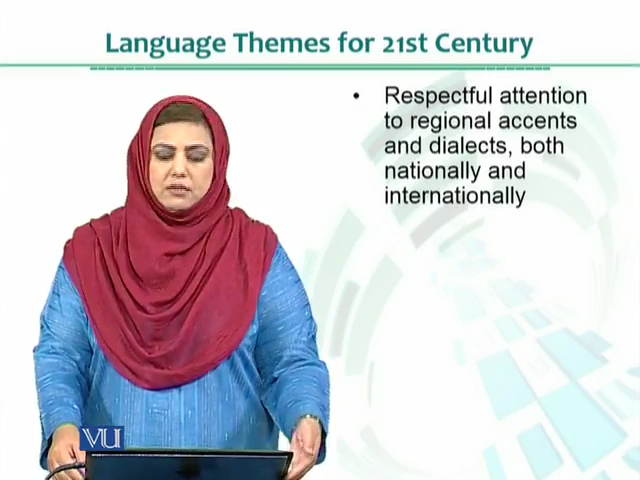 Language Themes for 21st Century
• Respectful attention
to regional accents
and dialects, both
nationally and
internationally
VU